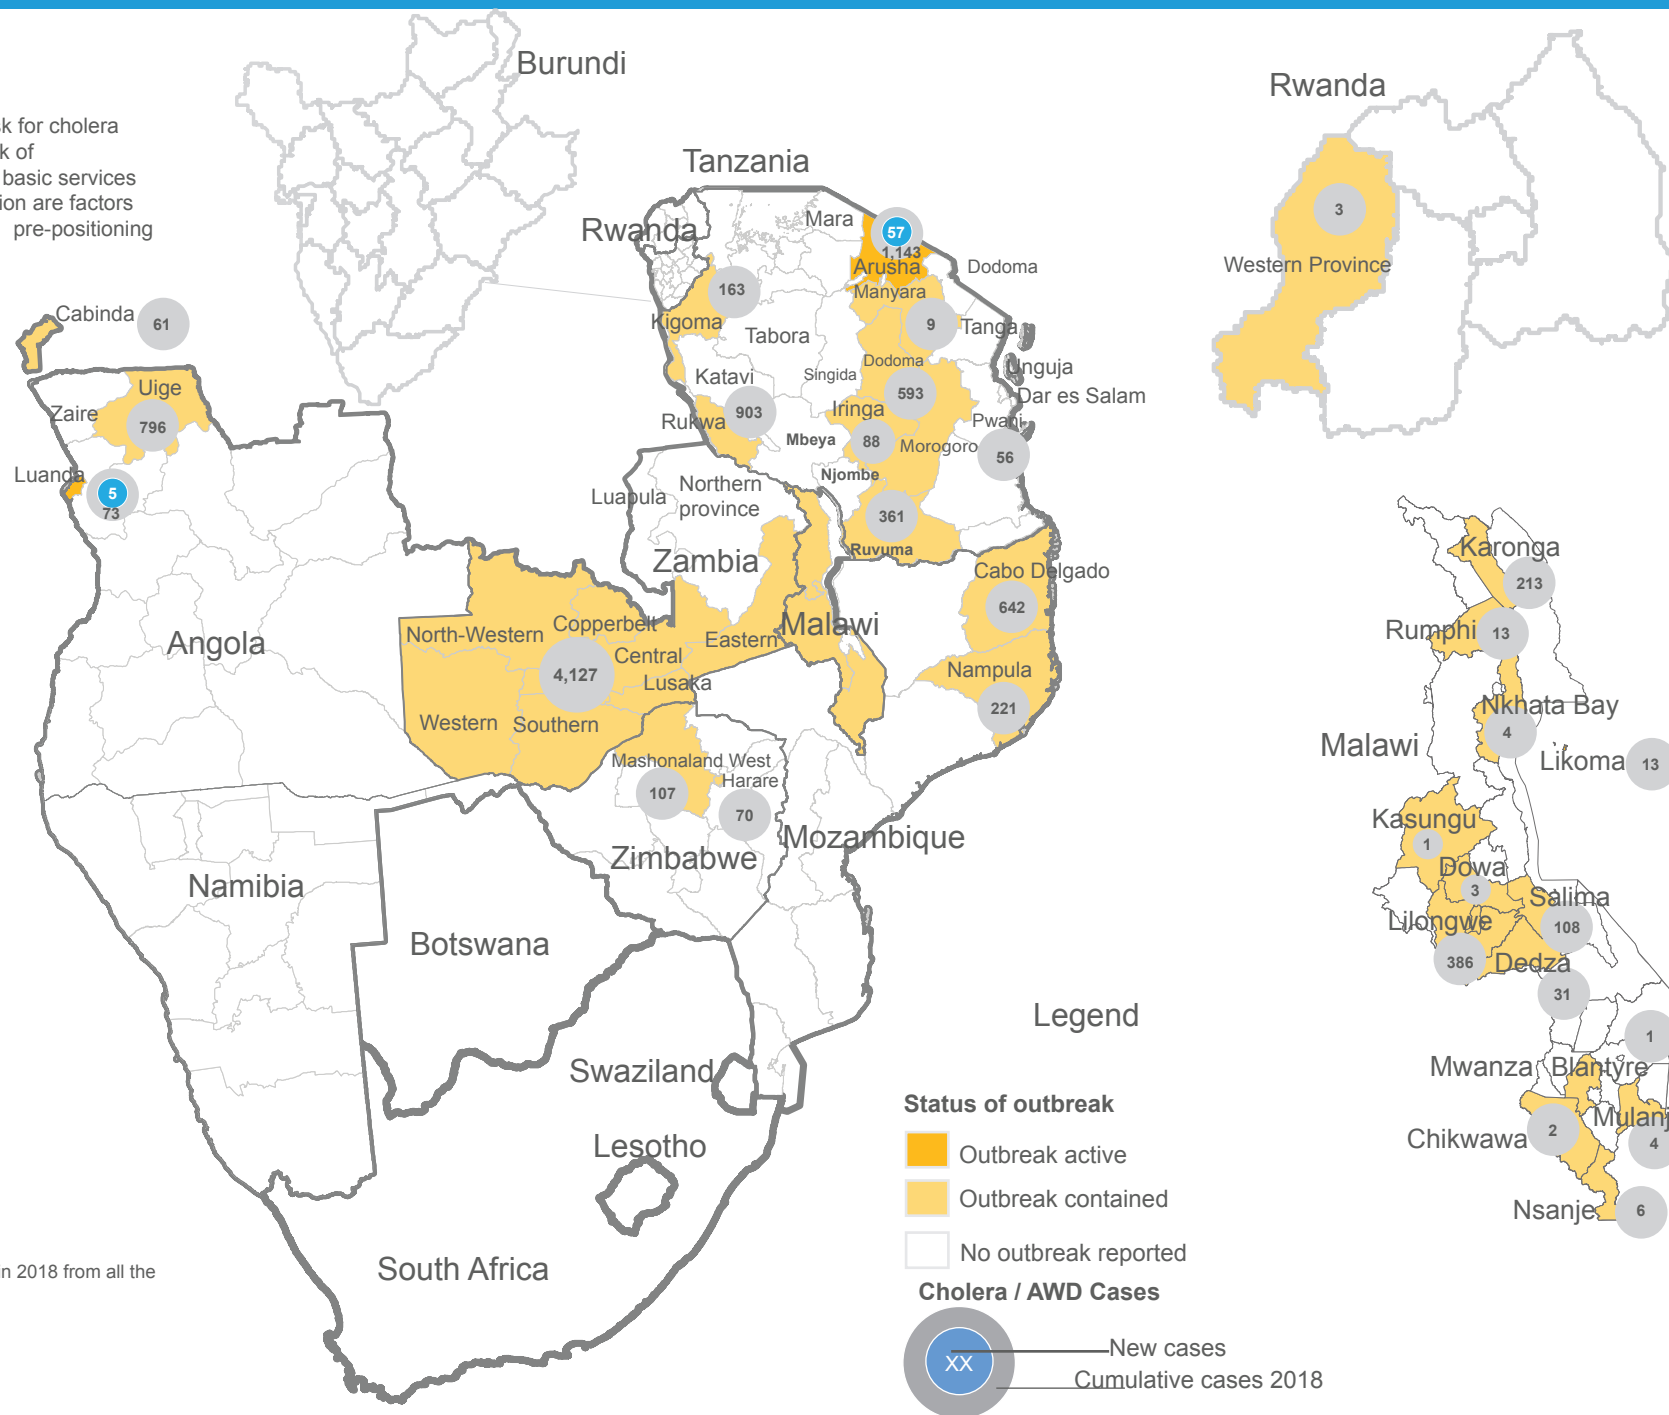 Burundi
Rwanda
sk for cholera
k of
basic services
ion are factors
pre-positioning
Tanzania
Mara
Rwanda
57
1,143
Arusha
Dodoma
3
Western Province
163
Manyara
Kigoma
9
Tanga
Cabinda
61
Tabora
Unguja
Dodoma
Singida
Katavi
593
Dar es Salam
Uige
Zaire
796
Rukwa
903
Iringa
Pwani
Mbeya
88
Morogoro
56
Luanda
5
73
Njombe
Luapula
Northern
province
361
Ruvuma
Zambia
Cabo Delgado
642
Karonga
213
Rumphi
13
Angola
North-Western
Copperbelt
Central
Eastern
Malawi
4,127
Lusaka
Nampula
221
Western
Southern
Nkhata Bay
4
Malawi
Likoma
13
Mashonaland West
Harare
107
70
Mozambique
Zimbabwe
Kasungu
1
Dowa
3
Salima
Namibia
Lilongwe
108
Botswana
386
Dedza
31
Legend
1
Swaziland
Mwanza
Blantyre
Status of outbreak
Mulanj
Chikwawa
2
4
Lesotho
Outbreak active
Outbreak contained
Nsanje
6
No outbreak reported
South Africa
in 2018 from all the
Cholera / AWD Cases
XX
New cases
Cumulative cases 2018